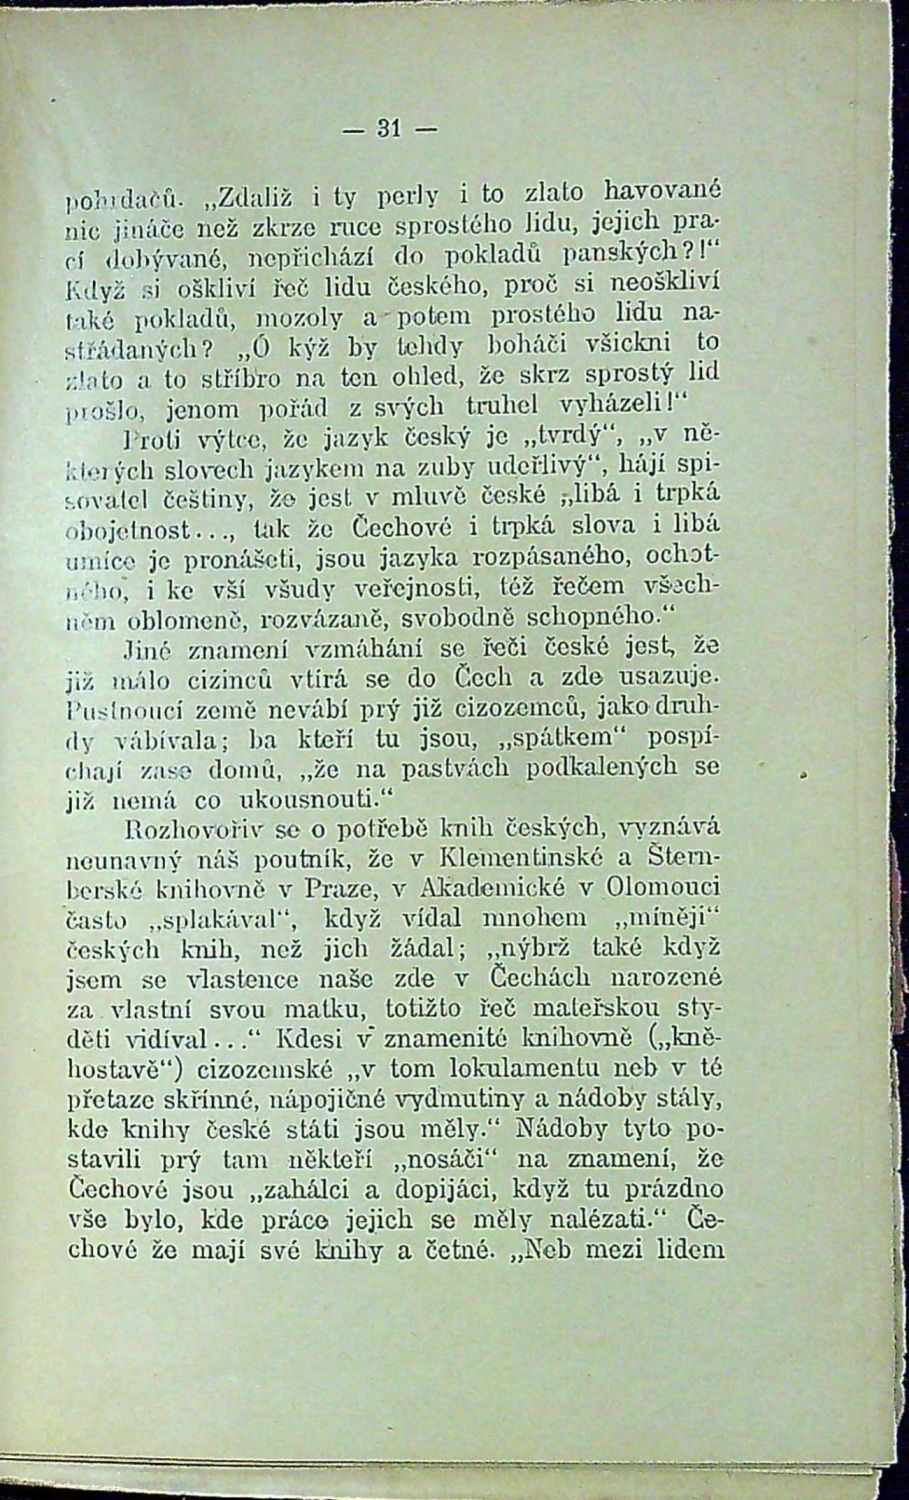 — 31 —
pohrdačů. „Zdaliž i ty perly i to zlato havované
nic jináče než zkrze ruce sprostého lidu, jejich pra-
cí dobývané, nepřichází do pokladů panských?!“
Když si oškliví řeč lidu českého, proč si neoškliví
také pokladů, mozoly a potem prostého lidu na-
střádaných? „Ó kýž by tehdy boháči všickni to
zlato a to stříbro na ten ohled, že skrz sprostý lid
prošlo, jenom pořád z svých truhel vyházeli!“
Proti výtce, že jazyk český je „tvrdý“, „v ně-
kterých slovech jazykem na zuby udeřlivý“, hájí spi-
sovatel češtiny, že jest v mluvě české „libá i trpká
obojetnost..., tak že Čechové i trpká slova i libá
umíce je pronášeti, jsou jazyka rozpásaného, ochot-
ného, i ke vší všudy veřejnosti, též řečem všech-
něm oblomeně, rozvázaně, svobodně schopného.“
Jiné znamení vzmáhání se řeči české jest, že
již málo cizinců vtírá se do Čech a zde usazuje.
Pustnoucí země nevábí prý již cizozemců, jako druh-
dy vábívala; ba kteří tu jsou, „spátkem“ pospí-
chají zase domů, „že na pastvách podkalených se
již nemá co ukousnouti.“
Rozhovořiv se o potřebě knih českých, vyznává
neunavný náš poutník, že v Klementinské a Štern-
berské knihovně v Praze, v Akademické v Olomouci
často „splakával“, když vídal mnohem „míněji“
českých knih, než jich žádal; „nýbrž také když
jsem se vlastence naše zde v Čechách narozené
za vlastní svou matku, totižto řeč mateřskou sty-
děti vidíval...“ Kdesi v znamenité knihovně („kně-
hostavě“) cizozemské „v tom lokulamentu neb v té
přetaze skřínné, nápojičné vydmutiny a nádoby stály,
kde knihy české státi jsou měly.“ Nádoby tyto po-
stavili prý tam někteří „nosáči“ na znamení, že
Čechové jsou „zahálci a dopijáci, když tu prázdno
vše bylo, kde práce jejich se měly nalézati.“ Če-
chové že mají své knihy a četné. „Neb mezi lidem